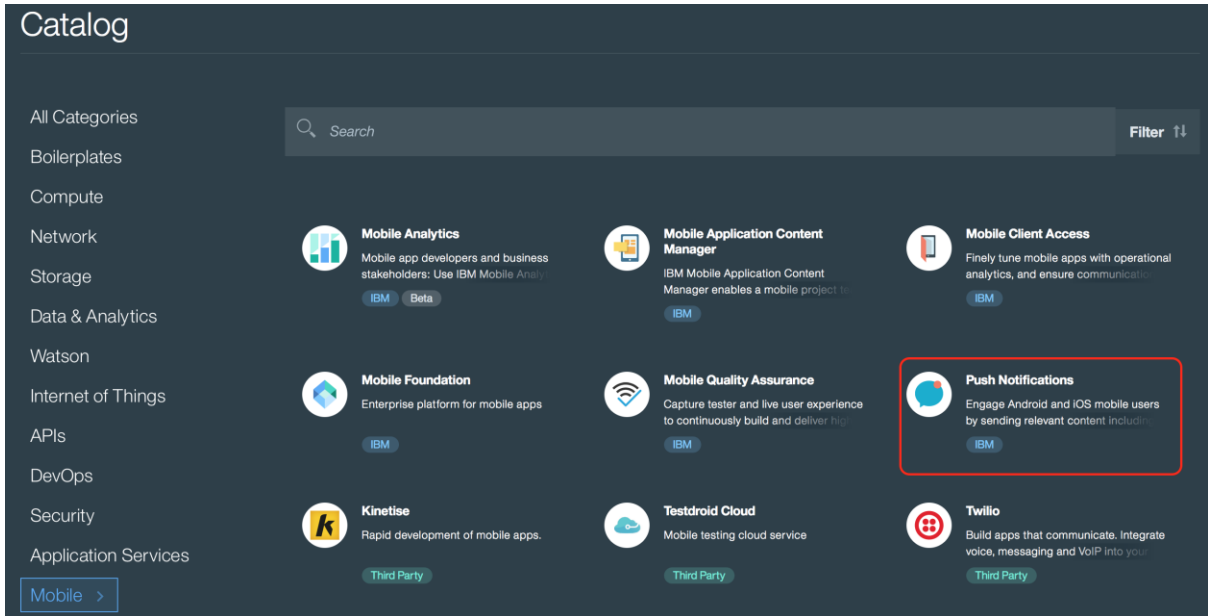 Catalog
All Categories
Boilerplates
Compute
Network
Storage
Data & Analytics
Watson
Internet of Things
APIs
DevOps
Security
Application Services
Mobile >
Search
Filter
Mobile Analytics
Mobile app developers and business
stakeholders: Use IBM Mobile
IBM Beta
Mobile Application Content
Manager
IBM Mobile Application Content
Manager enables a mobile project
IBM
Mobile Client Access
Finely tune mobile apps with operational
analytics, and ensure
IBM
Mobile Foundation
Enterprise platform for mobile apps
IBM
Mobile Quality Assurance
Capture tester and live user experience
to continuously build and deliver
IBM
Push Notifications
Engage Android and iOS mobile users
by sending relevant content
IBM
Kinetise
Rapid development of mobile apps.
Third Party
Testdroid Cloud
Mobile testing cloud service
Third Party
Twilio
Build apps that communicate. Integrate
voice, messaging and VoIP into your
Third Party